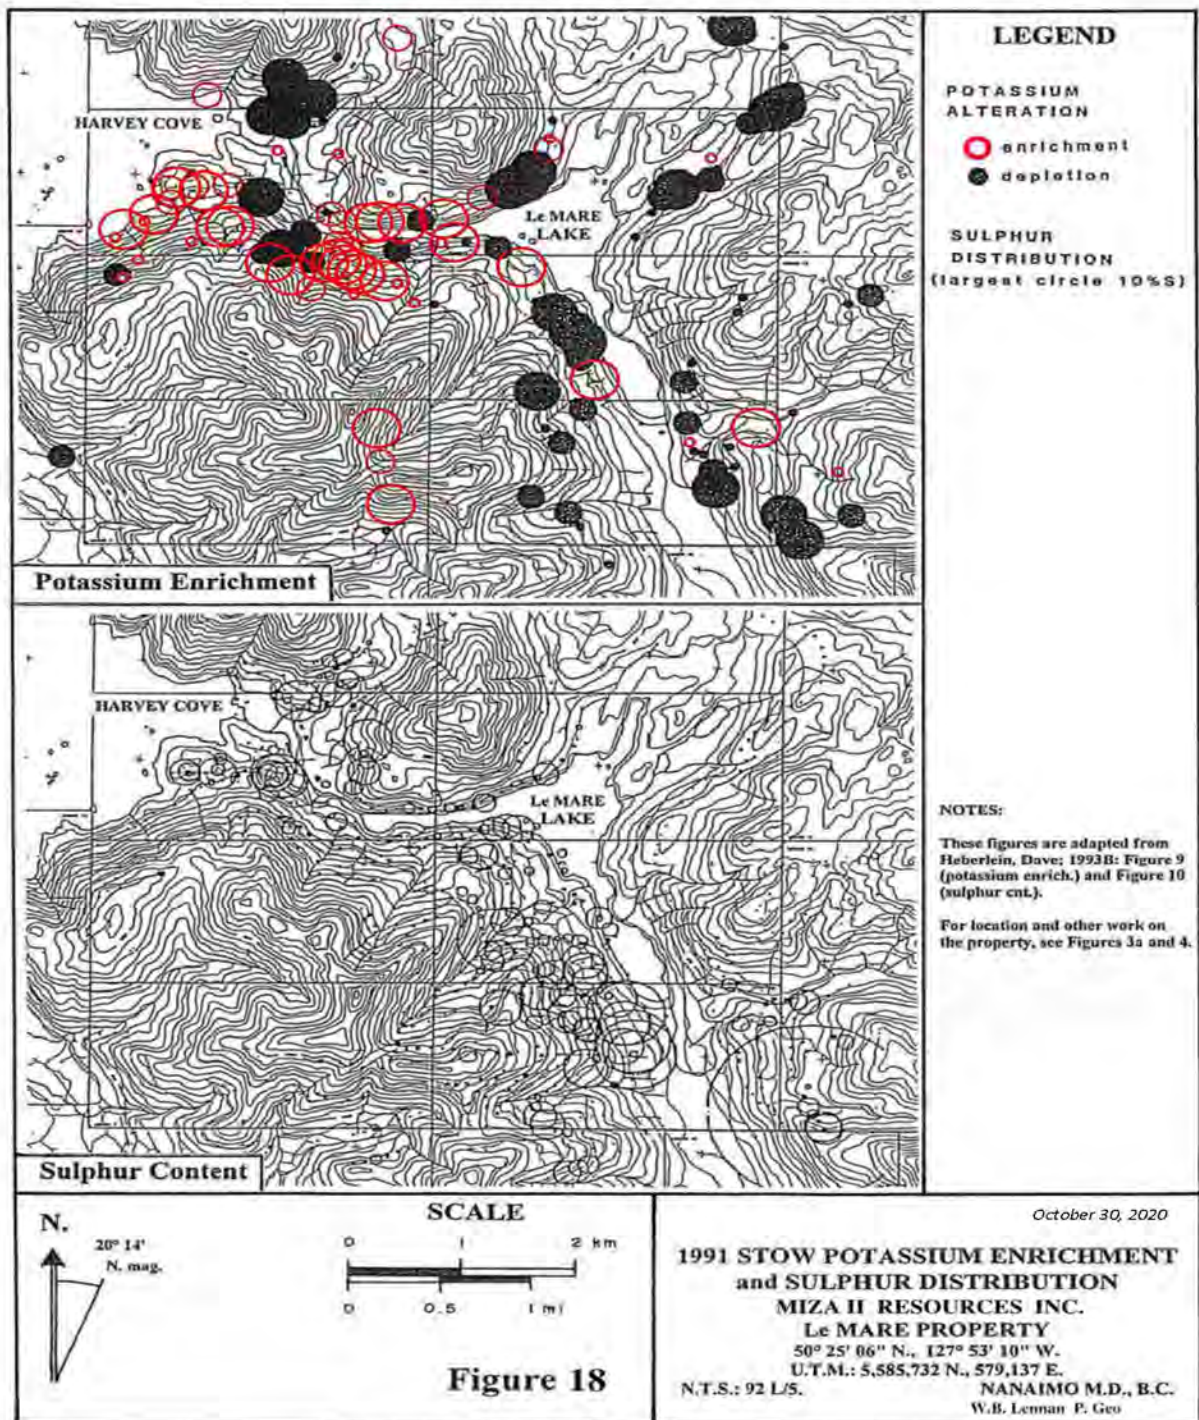 HARVEY COVE
Le MARE
LAKE
Potassium Enrichment
LEGEND
POTASSIUM
ALTERATION
enrichment
depletion
SULPHUR
DISTRIBUTION
(largest circle 10%S)
HARVEY COVE
Le MARE
LAKE
Sulphur Content
NOTES:
These figures are adapted from
Heberlein, Dave; 1993B: Figure 9
(potassium enrich.) and Figure 10
(sulphur cnt.).
For location and other work on
the property, see Figures 3a and 4.
N.
20° 14'
N. mag.
SCALE
0 1 2 km
0 0.5 1 mi
Figure 18
October 30, 2020
1991 STOW POTASSIUM ENRICHMENT
and SULPHUR DISTRIBUTION
MIZA II RESOURCES INC.
Le MARE PROPERTY
50° 25' 06" N., 127° 53' 10" W.
U.T.M.: 5,585,732 N., 579,137 E.
N.T.S.: 92 L/5. NANAIMO M.D., B.C.
W.B. Lennan P. Geo